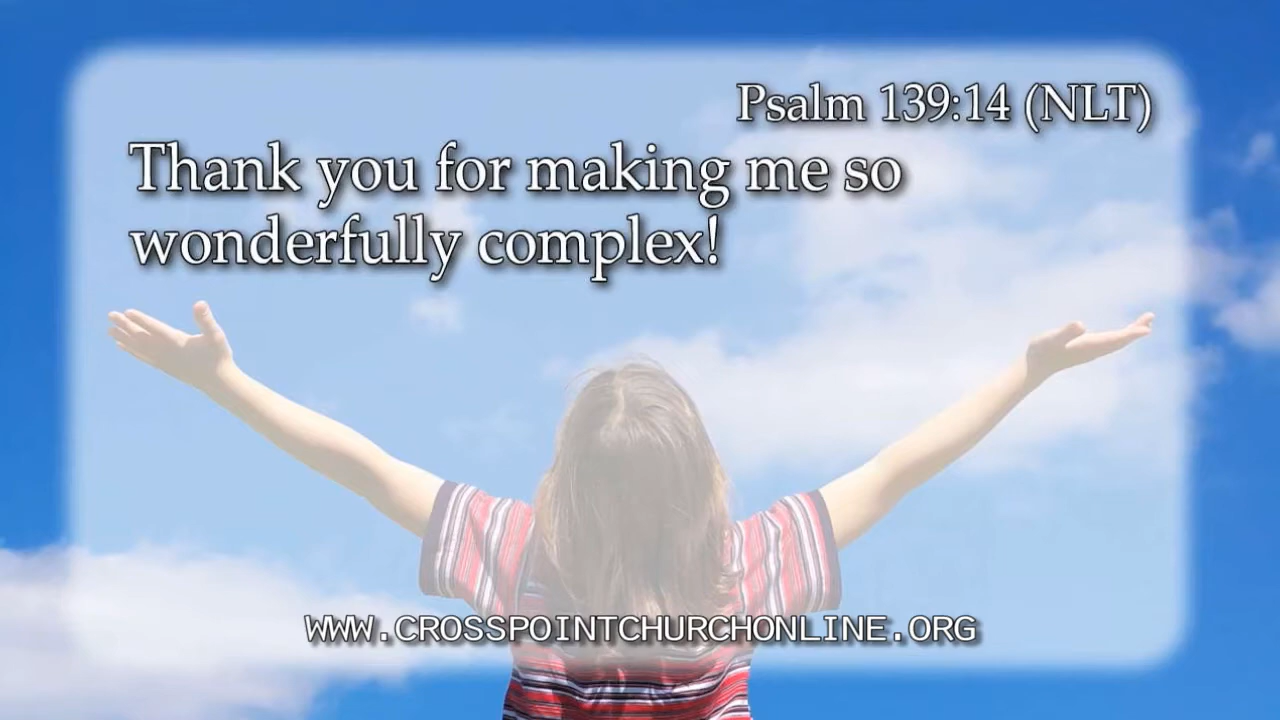 Psalm 139:14 (NLT)
Thank you for making me so
wonderfully complex!
WWW.CROSSPOINTCHURCHONLINE.ORG